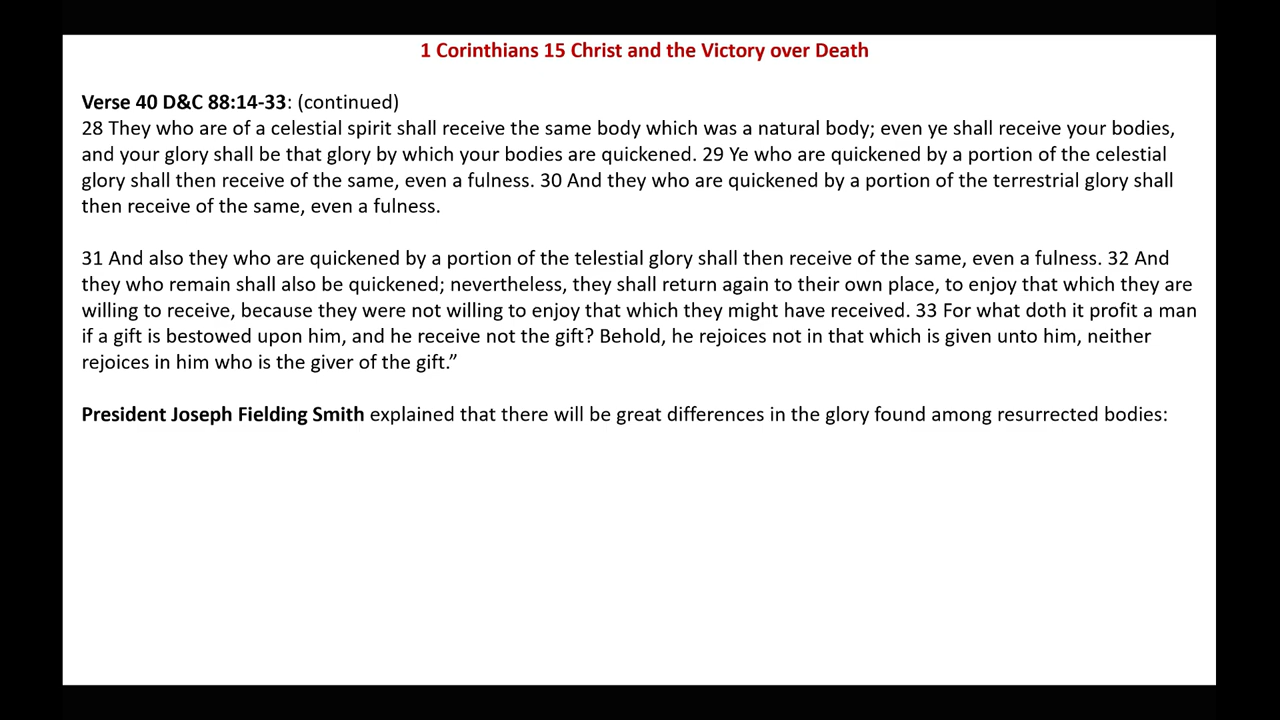 1 Corinthians 15 Christ and the Victory over Death
Verse 40 D&C 88:14-33: (continued)
28 They who are of a celestial spirit shall receive the same body which was a natural body; even ye shall receive your bodies,
and your glory shall be that glory by which your bodies are quickened. 29 Ye who are quickened by a portion of the celestial
glory shall then receive of the same, even a fulness. 30 And they who are quickened by a portion of the terrestrial glory shall
then receive of the same, even a fulness.
31 And also they who are quickened by a portion of the telestial glory shall then receive of the same, even a fulness. 32 And
they who remain shall also be quickened; nevertheless, they shall return again to their own place, to enjoy that which they are
willing to receive, because they were not willing to enjoy that which they might have received. 33 For what doth it profit a man
if a gift is bestowed upon him, and he receive not the gift? Behold, he rejoices not in that which is given unto him, neither
rejoices in him who is the giver of the gift.”
President Joseph Fielding Smith explained that there will be great differences in the glory found among resurrected bodies: